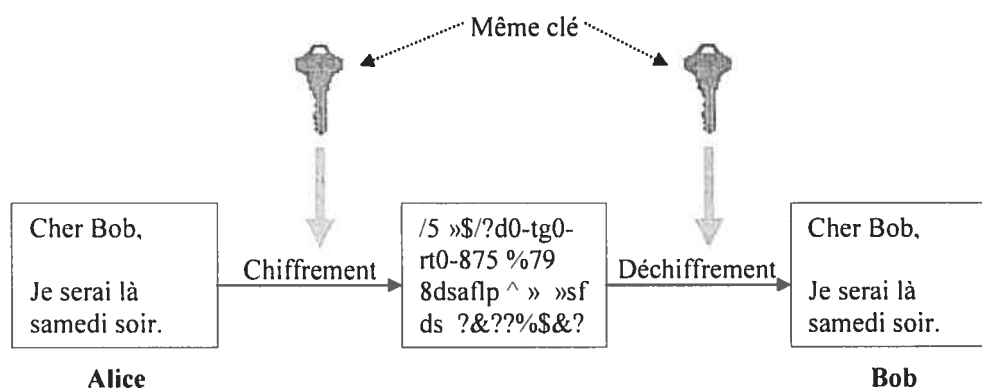 Même clé
Cher Bob,
Je serai là
samedi soir.
Alice
Chiffrement
/5 »$/?d0-tg0-
rt0-875 %79
8dsaflp ^ » »sf
ds ?&??%$&?
Déchiffrement
Cher Bob,
Je serai là
samedi soir.
Bob